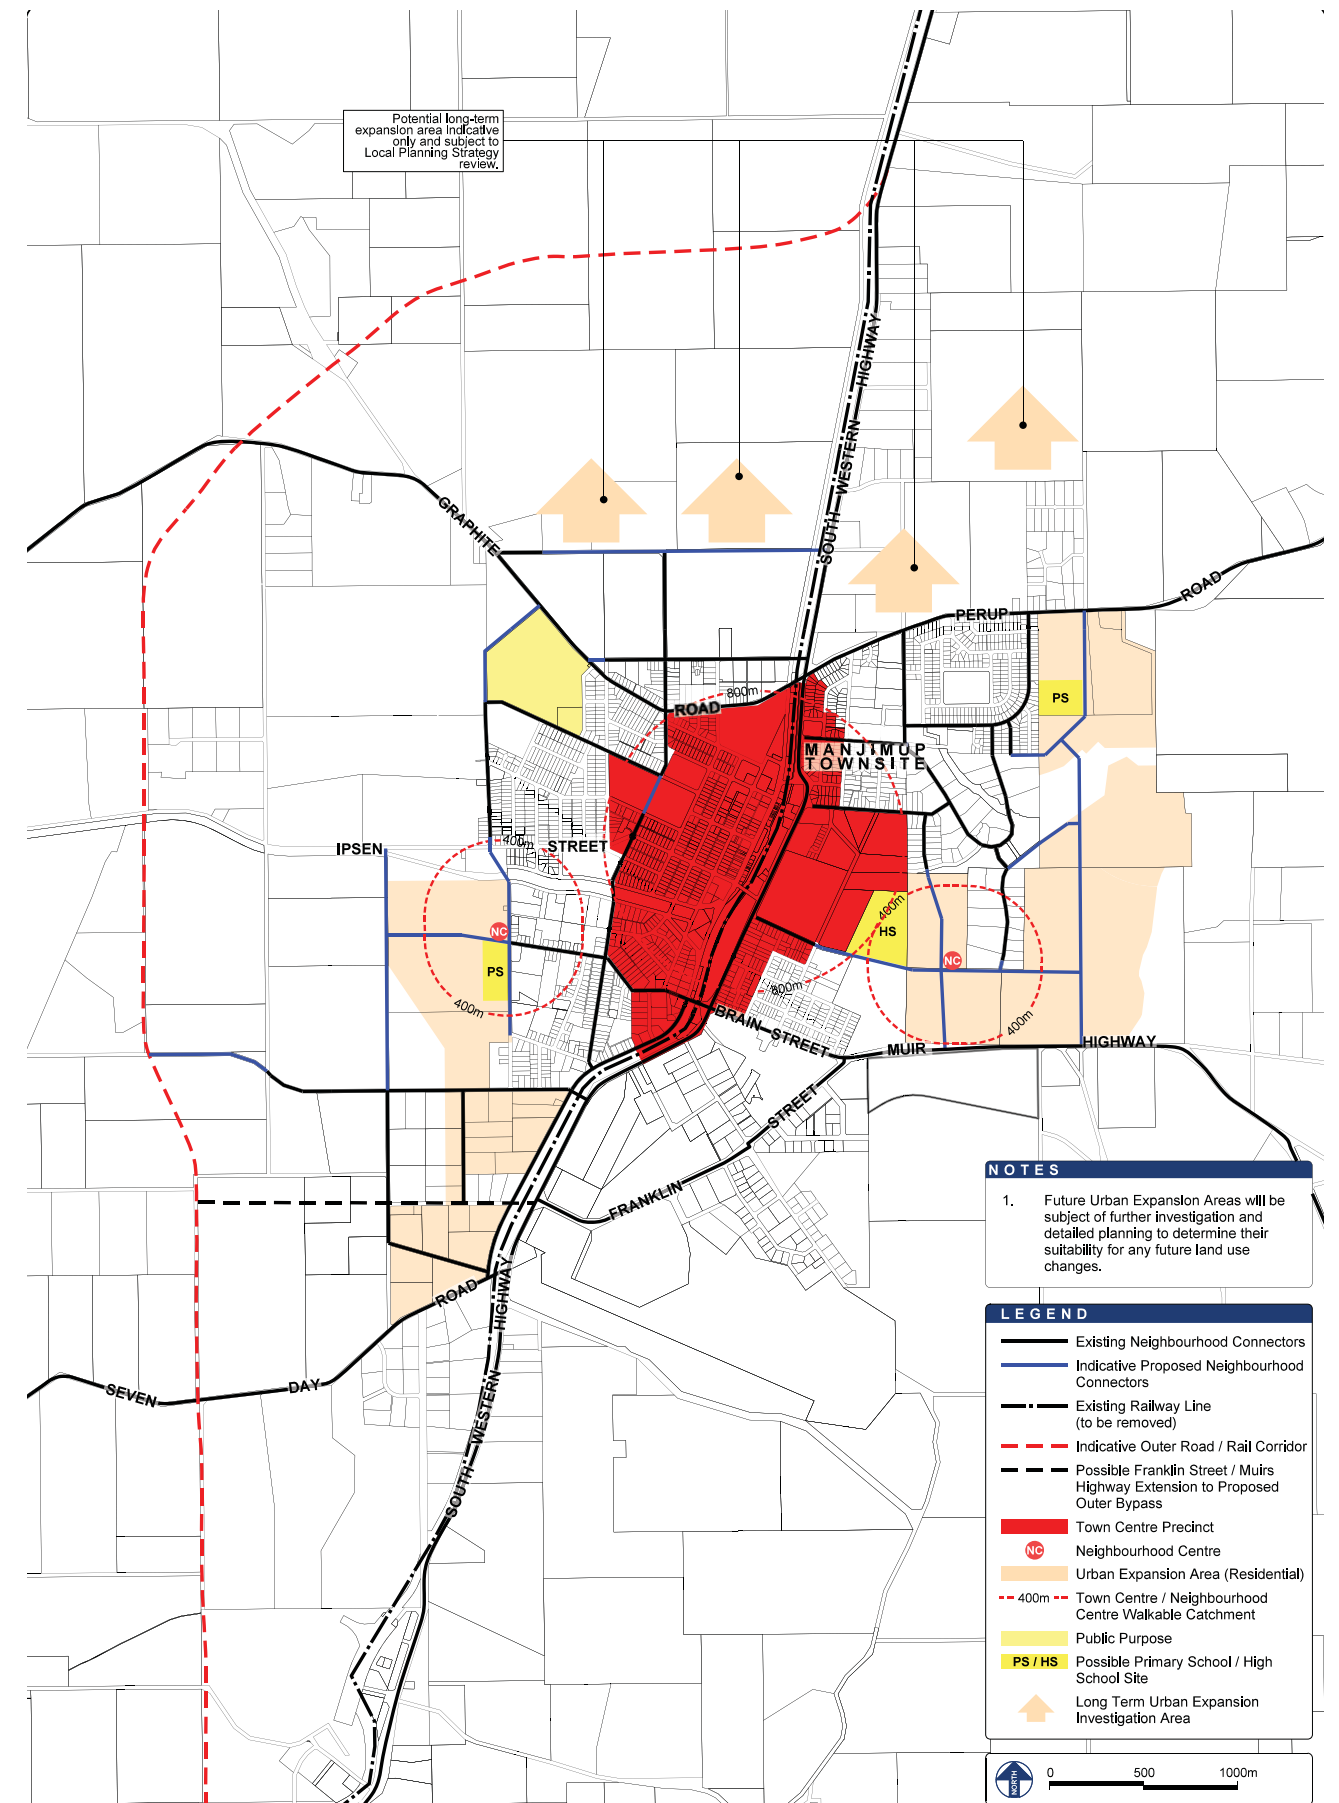 Potential long-term
expansion area Indicative
only and subject to
Local Planning Strategy
review.
SOUTH WESTERN HIGHWAY
GRAPHITE
ROAD
PERUP
ROAD
800m
PS
MANJIMUP
TOWNSITE
IPSEN
STREET
400m
400m
HS
NC
NC
PS
400m
800m
400m
BRAIN STREET
MUIR
HIGHWAY
STREET
FRANKLIN
ROAD
SEVEN
DAY
SOUTH WESTERN HIGHWAY
NOTES
1. Future Urban Expansion Areas will be
subject of further investigation and
detailed planning to determine their
suitability for any future land use
changes.
LEGEND
Existing Neighbourhood Connectors
Indicative Proposed Neighbourhood
Connectors
Existing Railway Line
(to be removed)
Indicative Outer Road / Rail Corridor
Possible Franklin Street / Muirs
Highway Extension to Proposed
Outer Bypass
Town Centre Precinct
NC Neighbourhood Centre
Urban Expansion Area (Residential)
400m Town Centre / Neighbourhood
Centre Walkable Catchment
Public Purpose
PS / HS Possible Primary School / High
School Site
Long Term Urban Expansion
Investigation Area
NORTH
0 500 1000m